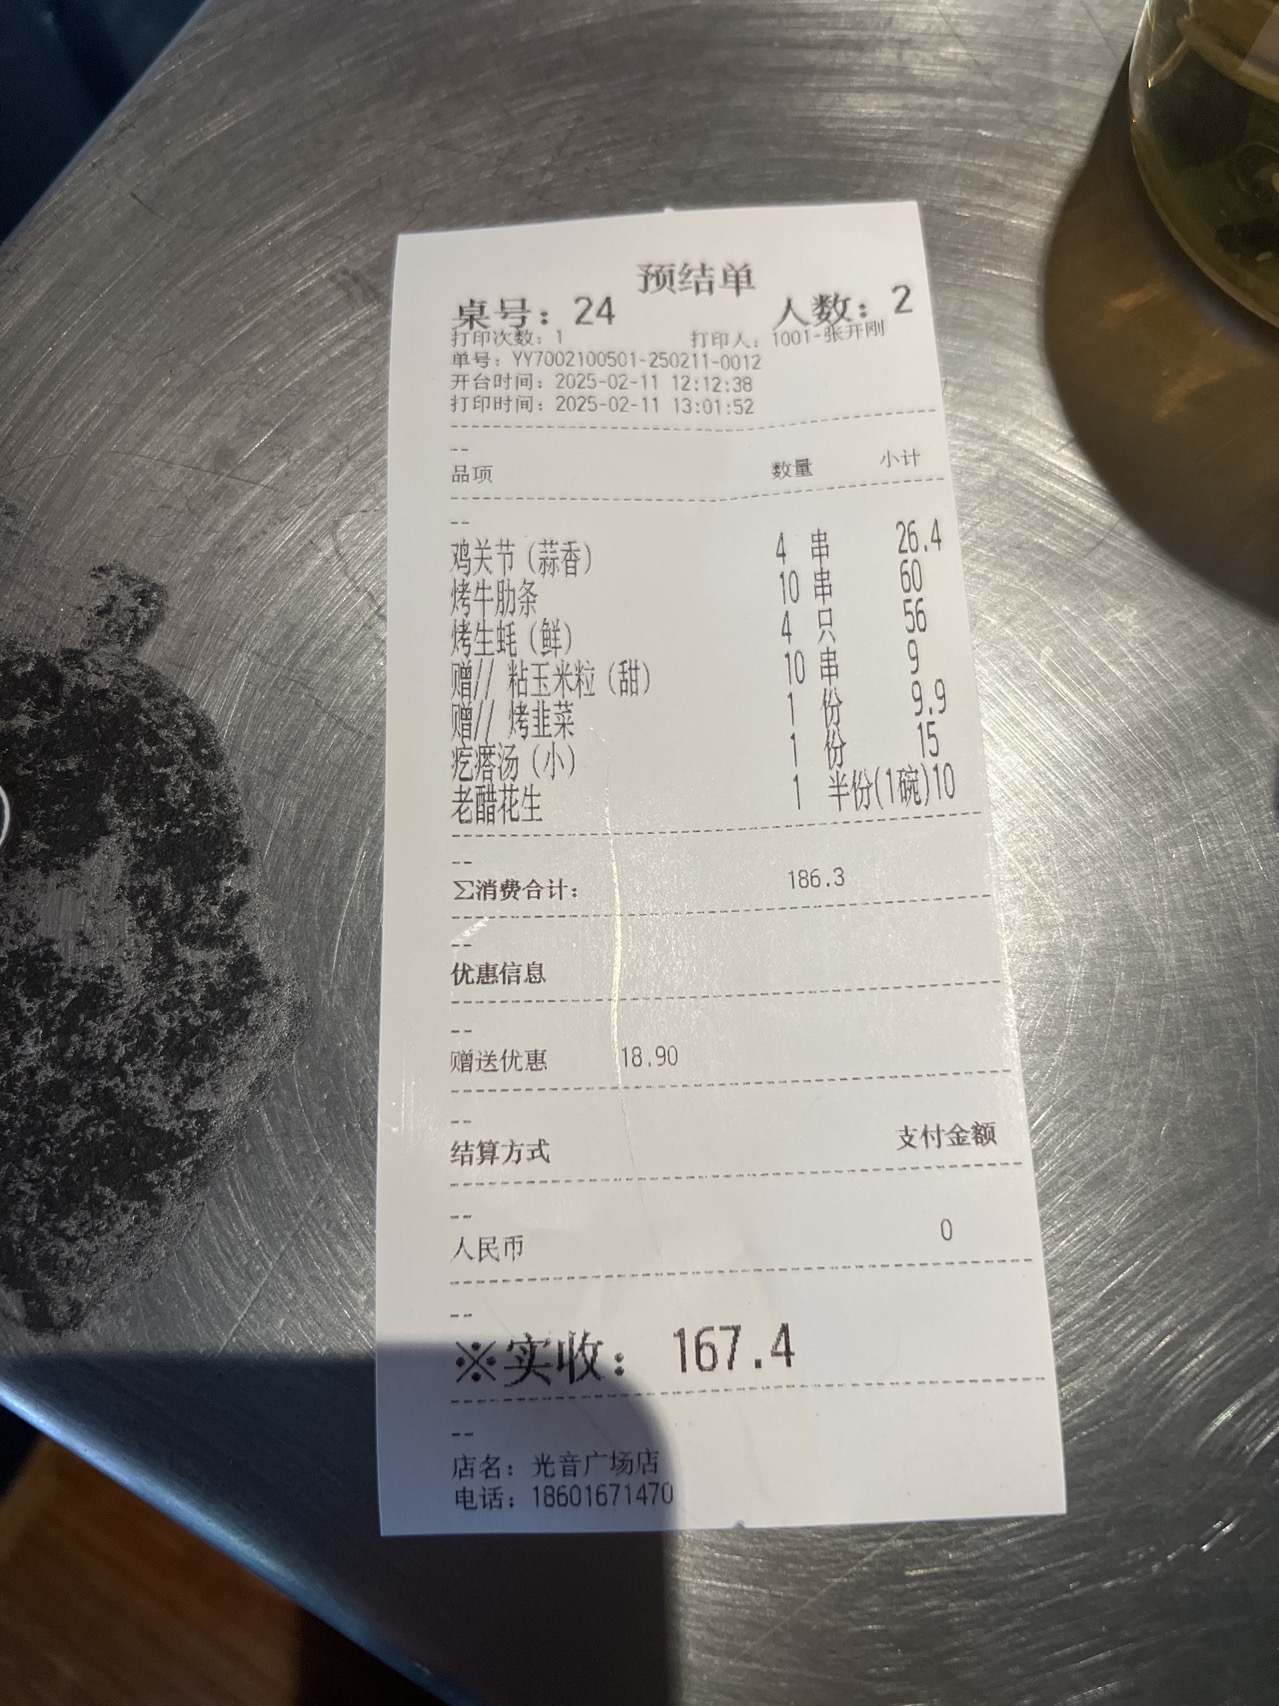 预结单
桌号：24 人数：2
打印次数：1 打印人：1001-张开刚
单号：YY7002100501-250211-0012
开台时间：2025-02-11 12:12:38
打印时间：2025-02-11 13:01:52
--
品项 数量 小计
--
鸡关节（蒜香） 4 串 26.4
烤牛肋条 10 串 60
烤生蚝（鲜） 4 只 56
赠// 粘玉米粒（甜） 10 串 9
赠// 烤韭菜 1 份 9.9
疙瘩汤（小） 1 份 15
老醋花生 1 半份(1碗)10
--
∑消费合计： 186.3
--
优惠信息
--
赠送优惠 18.90
--
结算方式 支付金额
--
人民币 0
--
※实收： 167.4
--
店名：光音广场店
电话：18601671470